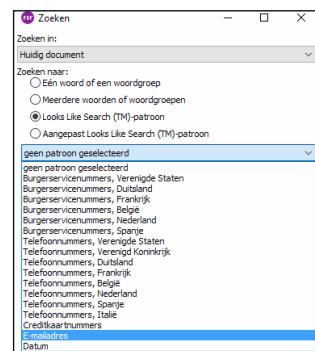 PDF Zoeken
Zoeken in:
Huidig document
Zoeken naar:
Eén woord of een woordgroep
Meerdere woorden of woordgroepen
Looks Like Search (TM)-patroon
Aangepast Looks Like Search (TM)-patroon
geen patroon geselecteerd
geen patroon geselecteerd
Burgerservicenummers, Verenigde Staten
Burgerservicenummers, Duitsland
Burgerservicenummers, Frankrijk
Burgerservicenummers, België
Burgerservicenummers, Nederland
Burgerservicenummers, Spanje
Telefoonnummers, Verenigde Staten
Telefoonnummers, Verenigd Koninkrijk
Telefoonnummers, Duitsland
Telefoonnummers, Frankrijk
Telefoonnummers, België
Telefoonnummers, Nederland
Telefoonnummers, Spanje
Telefoonnummers, Italië
Creditkaartnummers
E-mailadres
Datum